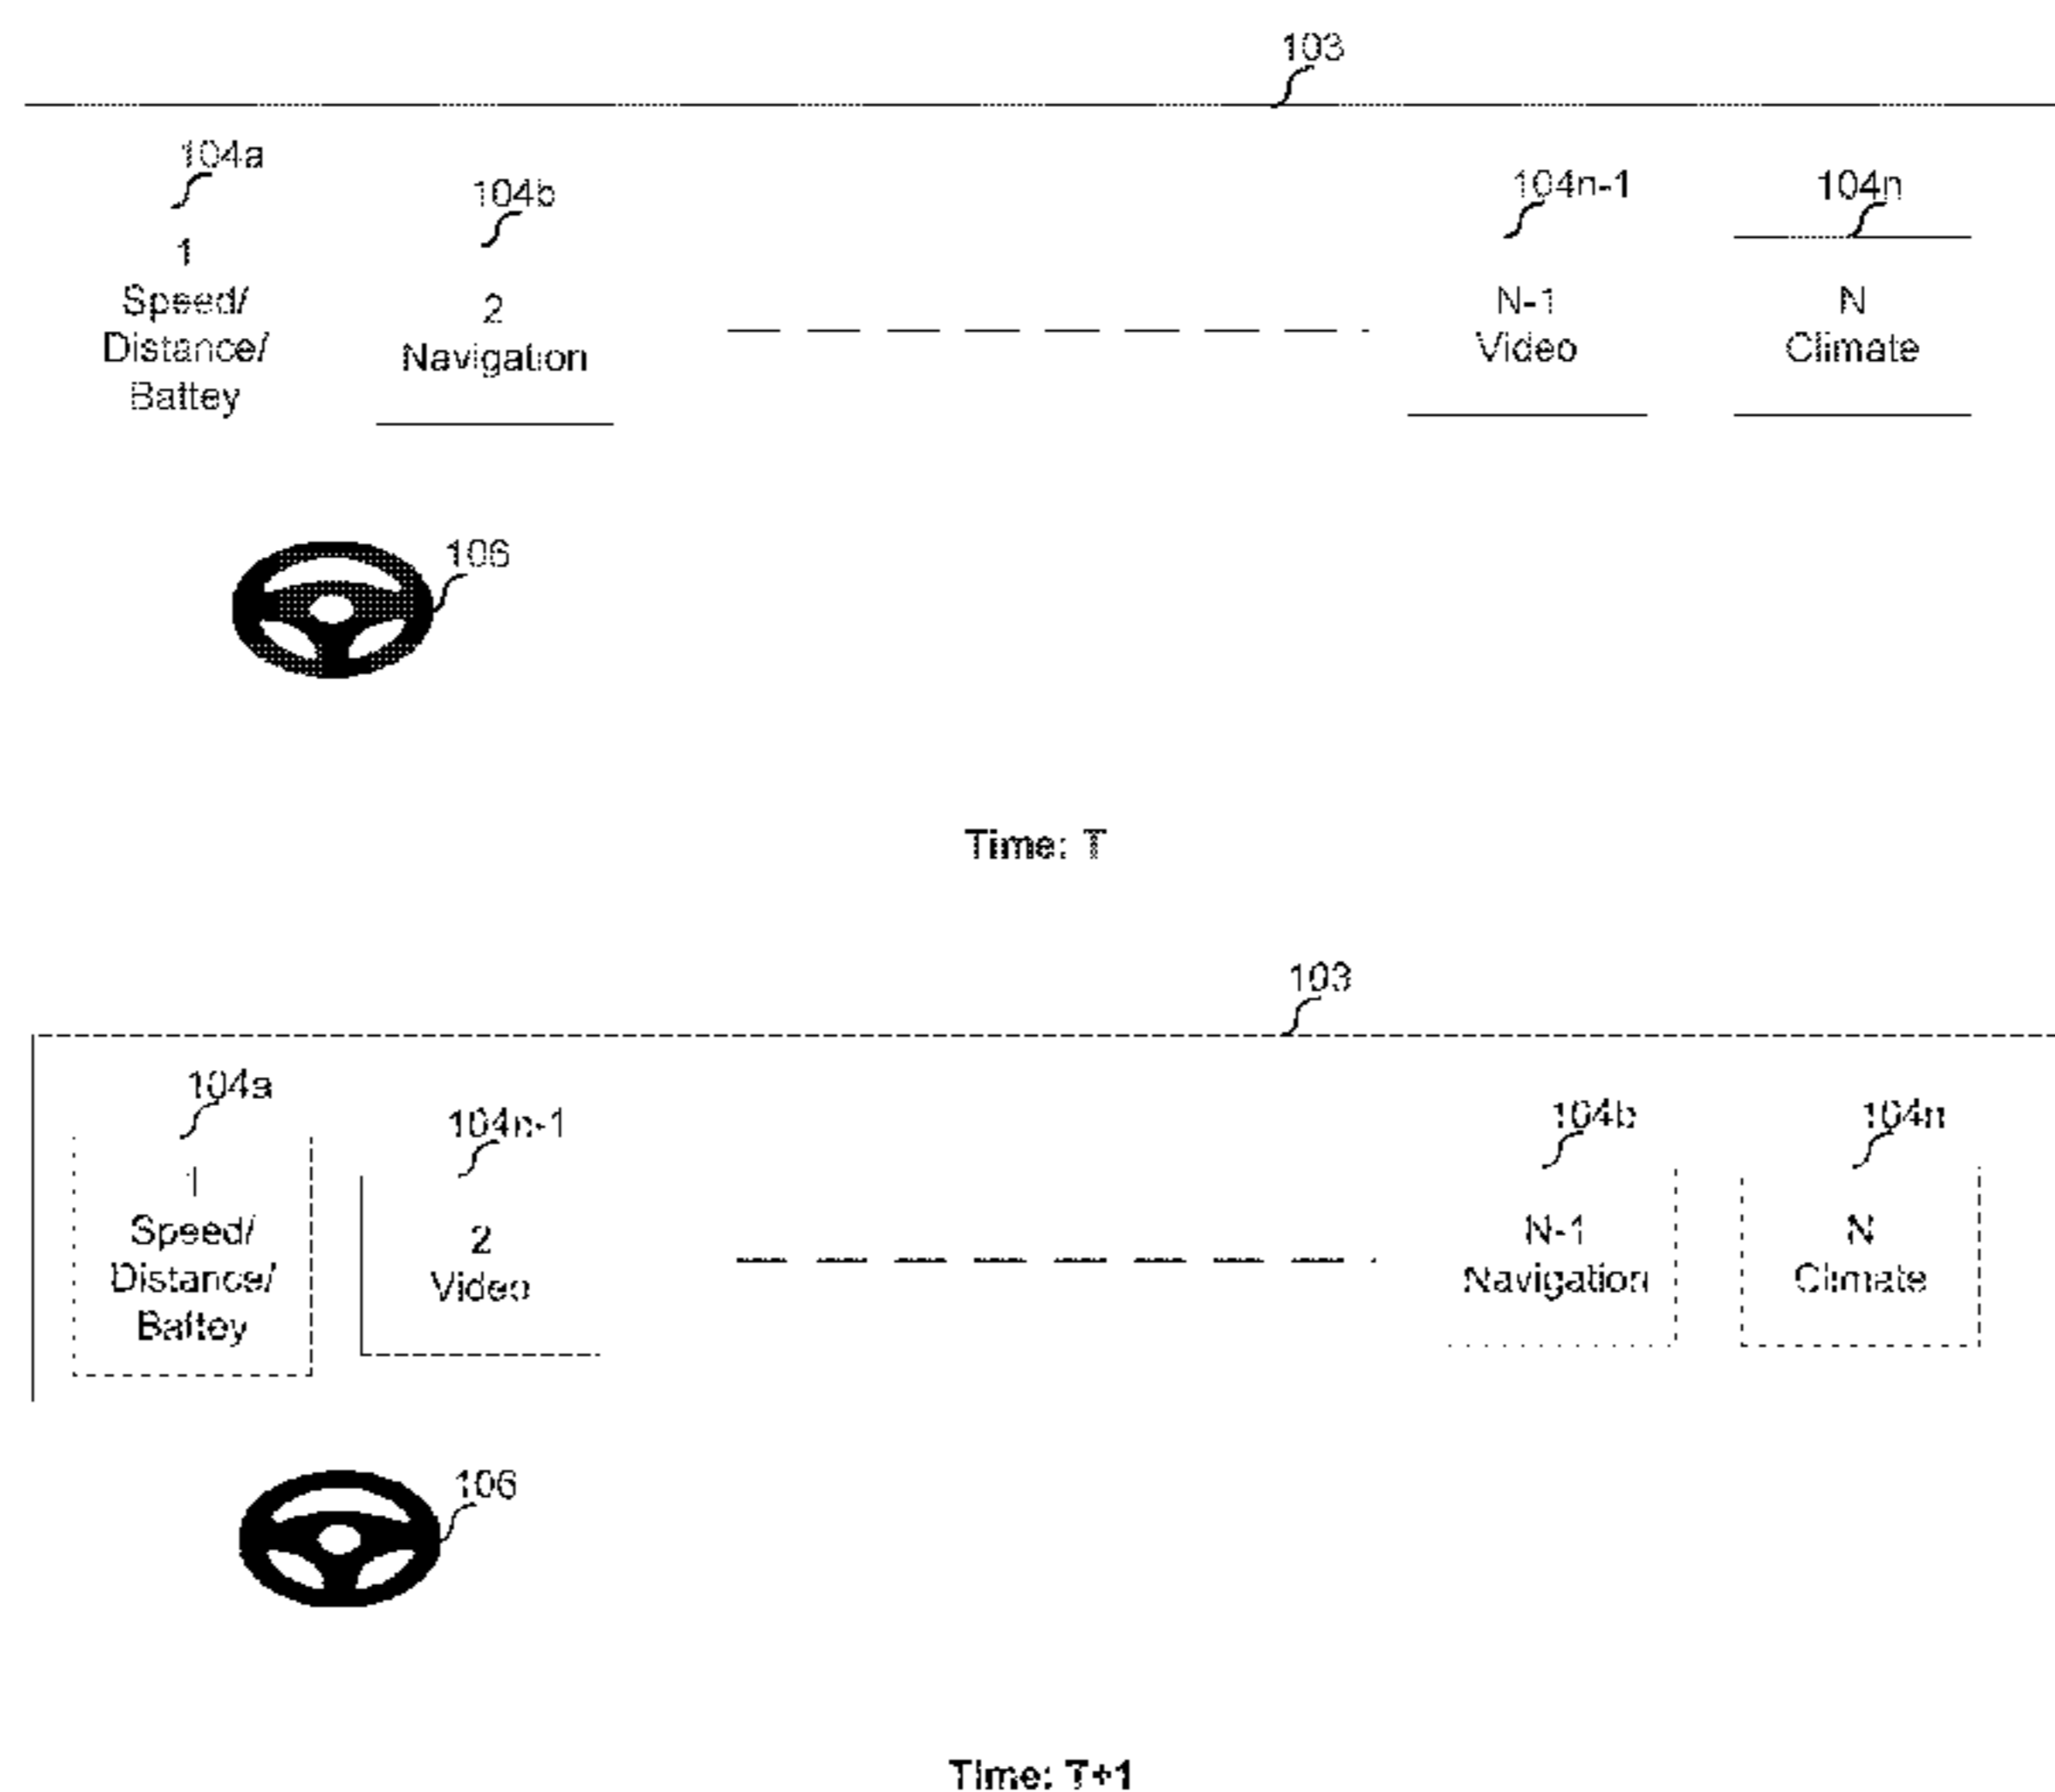 103
104a
104b
104n-1
104n
1
Speed/
Distance/
Battey
2
Navigation
N-1
Video
N
Climate
106
Time: T
103
104a
104n-1
104b
104n
1
Speed/
Distance/
Battey
2
Video
N-1
Navigation
N
Climate
106
Time: T+1